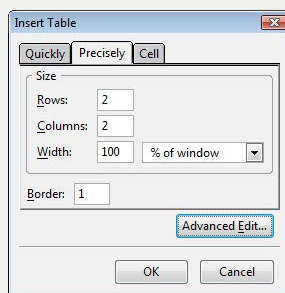 Insert Table
Quickly Precisely Cell
Size
Rows: 2
Columns: 2
Width: 100 % of window
Border: 1
Advanced Edit...
OK Cancel